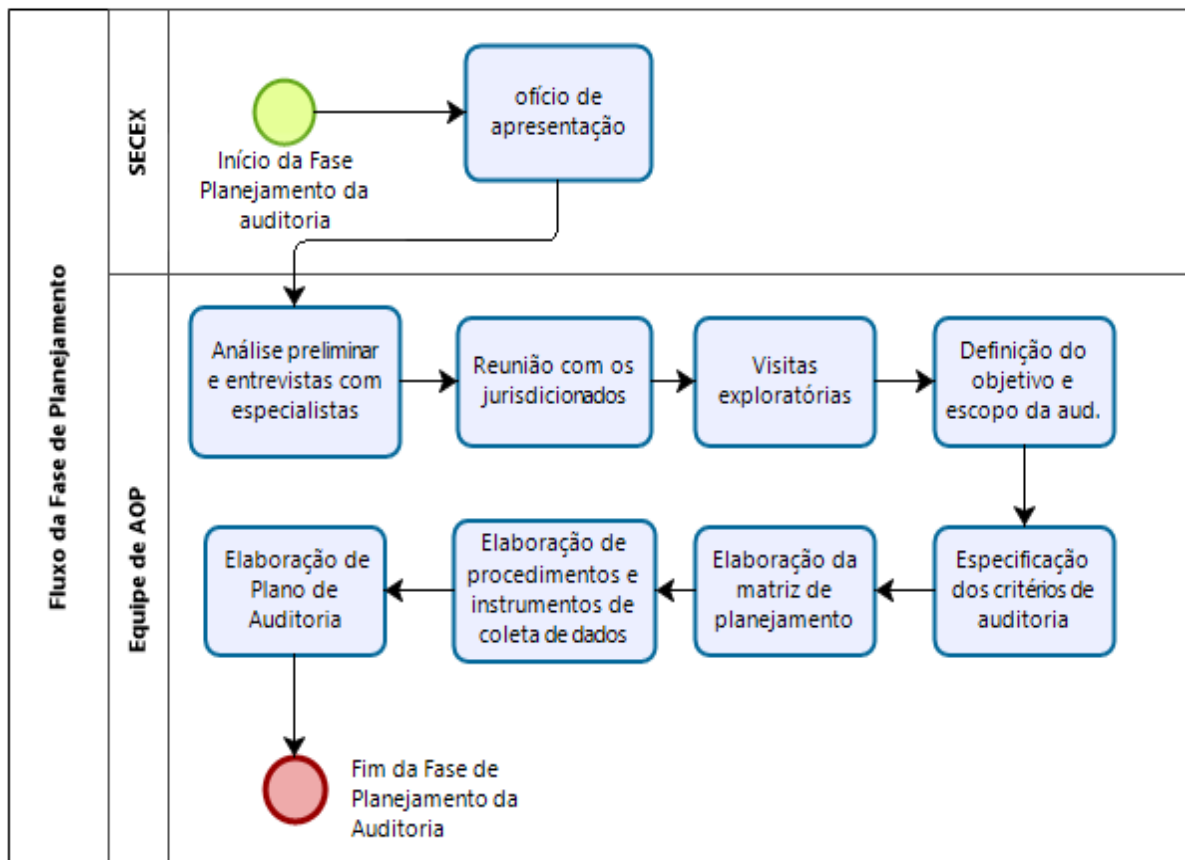 Fluxo da Fase de Planejamento
SECEX
Início da Fase
Planejamento da
auditoria
ofício de
apresentação
Equipe de AOP
Análise preliminar
e entrevistas com
especialistas
Reunião com os
jurisdicionados
Visitas
exploratórias
Definição do
objetivo e
escopo da aud.
Especificação
dos critérios de
auditoria
Elaboração da
matriz de
planejamento
Elaboração de
procedimentos e
instrumentos de
coleta de dados
Elaboração de
Plano de
Auditoria
Fim da Fase de
Planejamento da
Auditoria